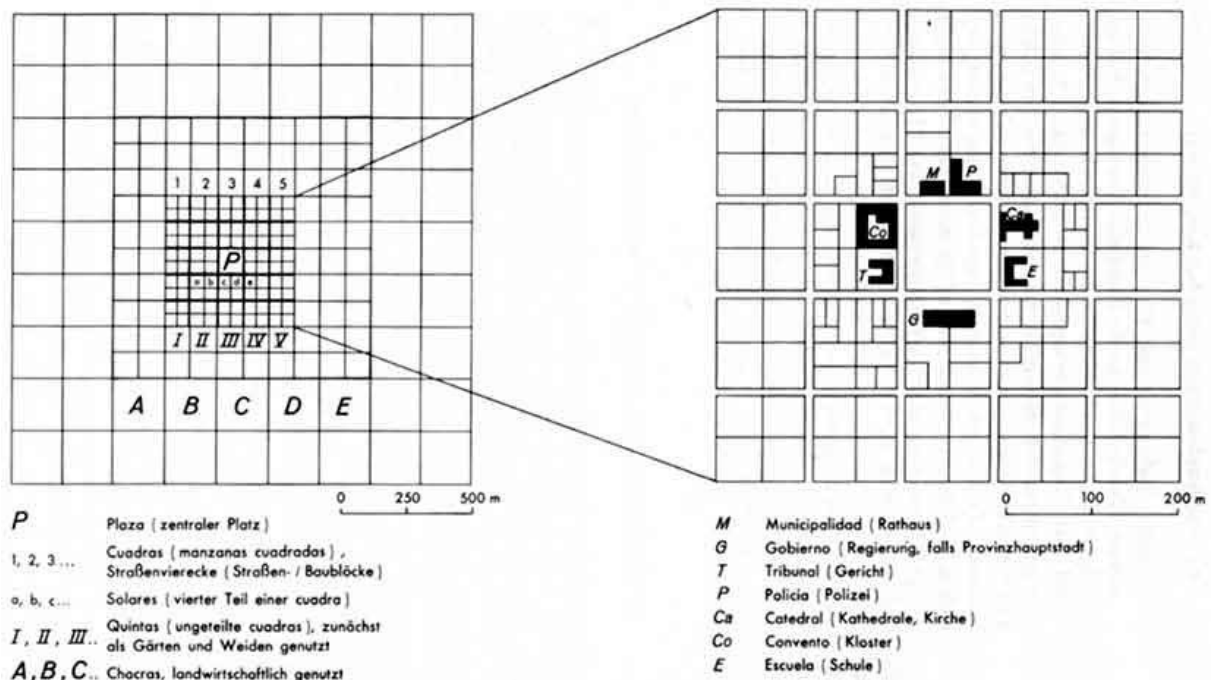 1 2 3 4 5
P
a b c d e
I II III IV V
A B C D E
0 250 500 m
P Plaza ( zentraler Platz )
1, 2, 3 ... Cuadras ( manzanas cuadradas ) ,
Straßenvierecke ( Straßen- / Baublöcke )
a, b, c... Solares ( vierter Teil einer cuadra )
I , II , III .. Quintas ( ungeteilte cuadras ), zunächst
als Gärten und Weiden genutzt
A, B, C .. Chacras, landwirtschaftlich genutzt
M P
Co Ca
T E
G
0 100 200 m
M Municipalidad ( Rathaus )
G Gobierno ( Regierung, falls Provinzhauptstadt )
T Tribunal ( Gericht )
P Policia ( Polizei )
Ca Catedral ( Kathedrale, Kirche )
Co Convento ( Kloster )
E Escuela ( Schule )